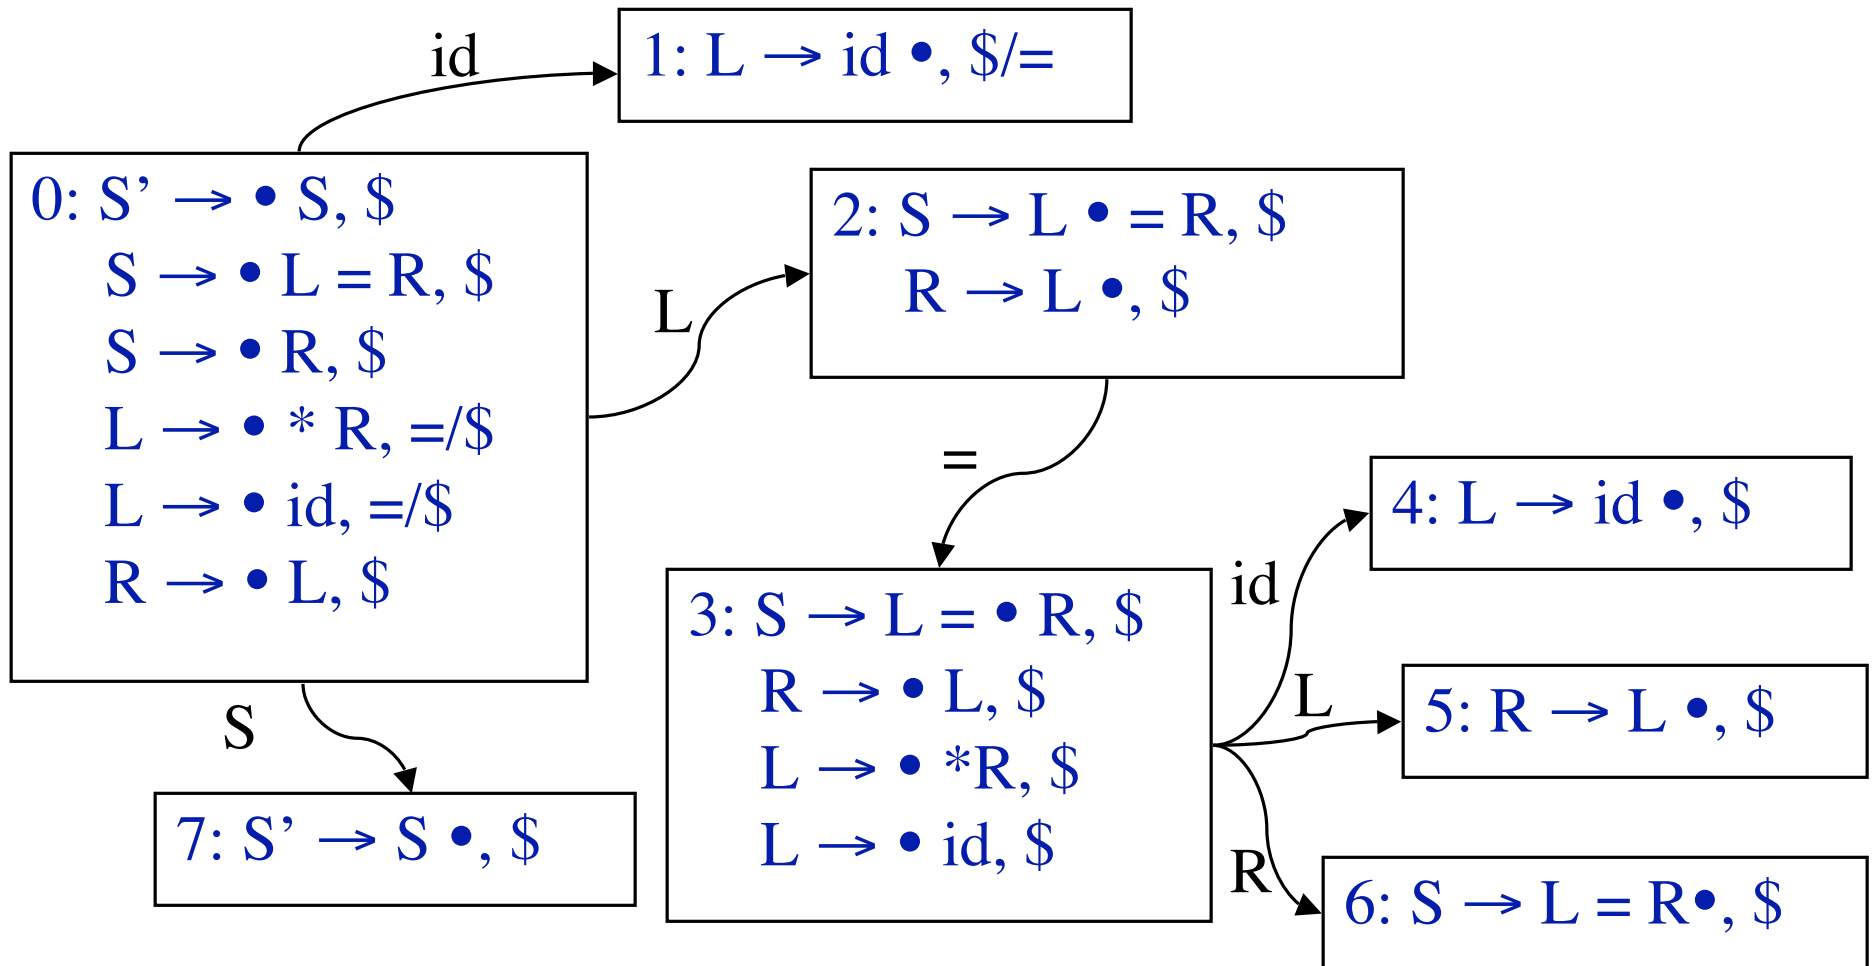 id
1: L → id •, $/=
0: S’ → • S, $
S → • L = R, $
S → • R, $
L → • * R, =/$
L → • id, =/$
R → • L, $
L
2: S → L • = R, $
R → L •, $
=
S
7: S’ → S •, $
3: S → L = • R, $
R → • L, $
L → • *R, $
L → • id, $
id
4: L → id •, $
L
5: R → L •, $
R
6: S → L = R•, $